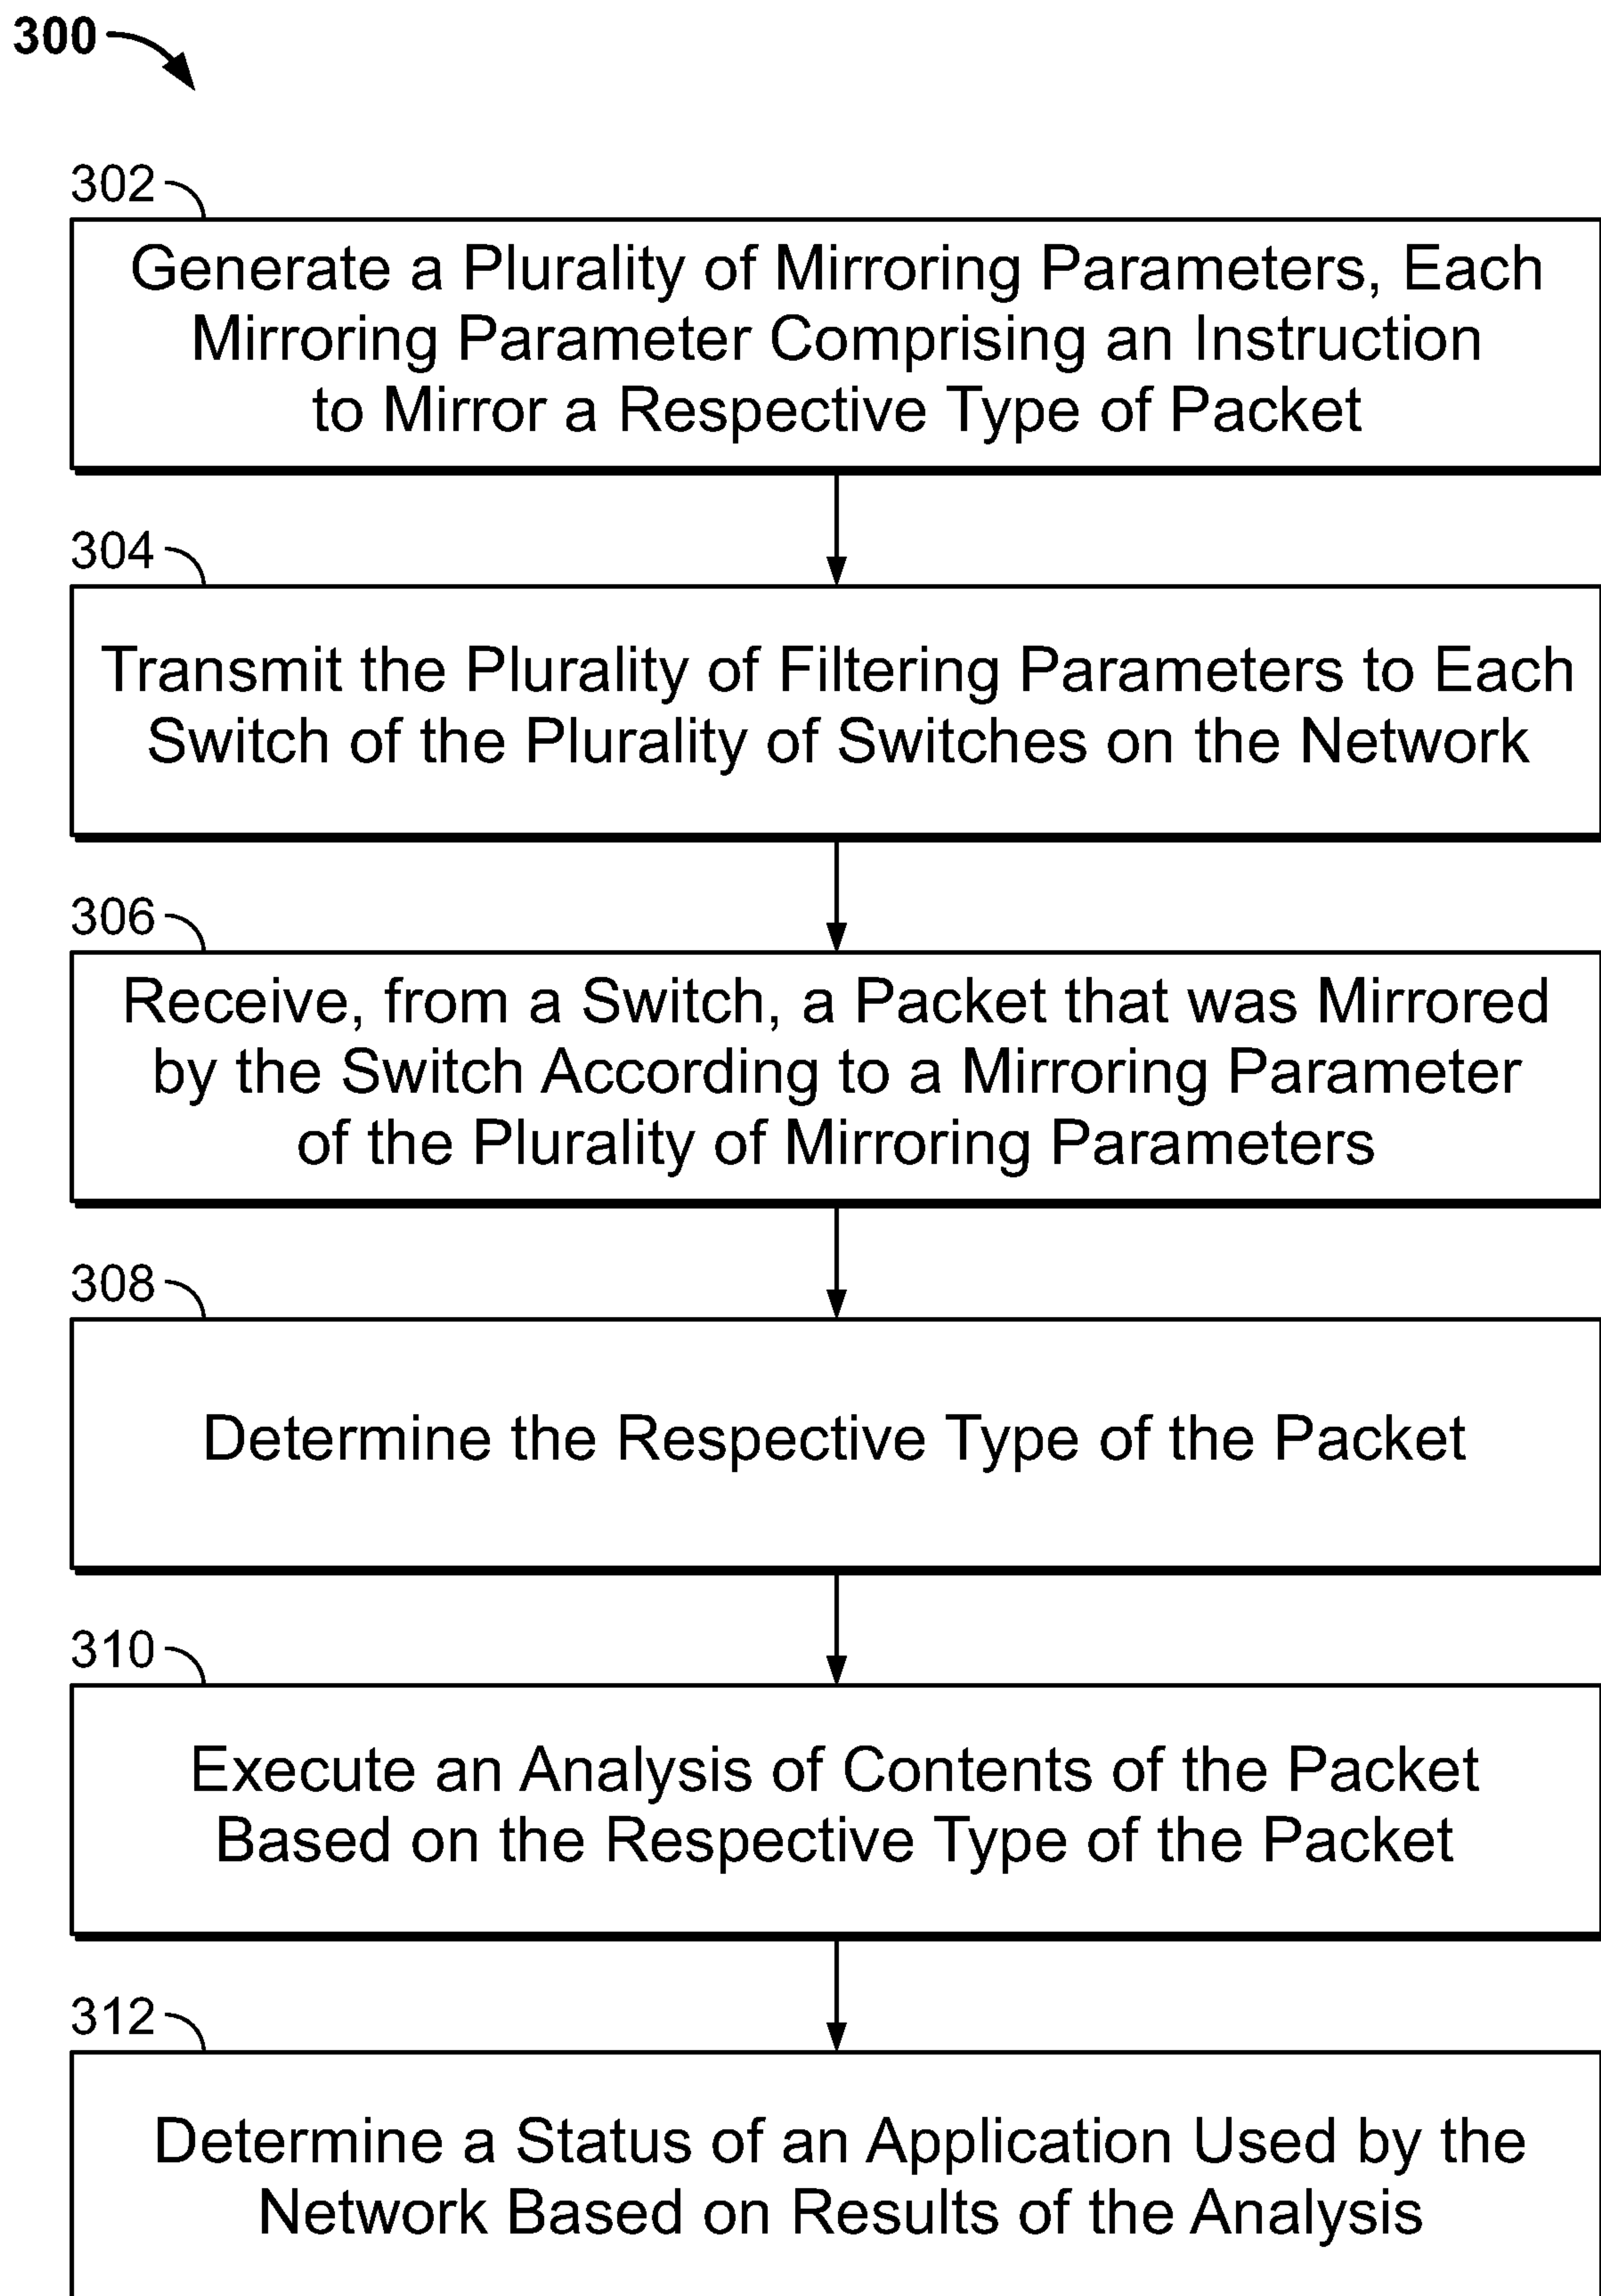 300
302
Generate a Plurality of Mirroring Parameters, Each
Mirroring Parameter Comprising an Instruction
to Mirror a Respective Type of Packet
304
Transmit the Plurality of Filtering Parameters to Each
Switch of the Plurality of Switches on the Network
306
Receive, from a Switch, a Packet that was Mirrored
by the Switch According to a Mirroring Parameter
of the Plurality of Mirroring Parameters
308
Determine the Respective Type of the Packet
310
Execute an Analysis of Contents of the Packet
Based on the Respective Type of the Packet
312
Determine a Status of an Application Used by the
Network Based on Results of the Analysis